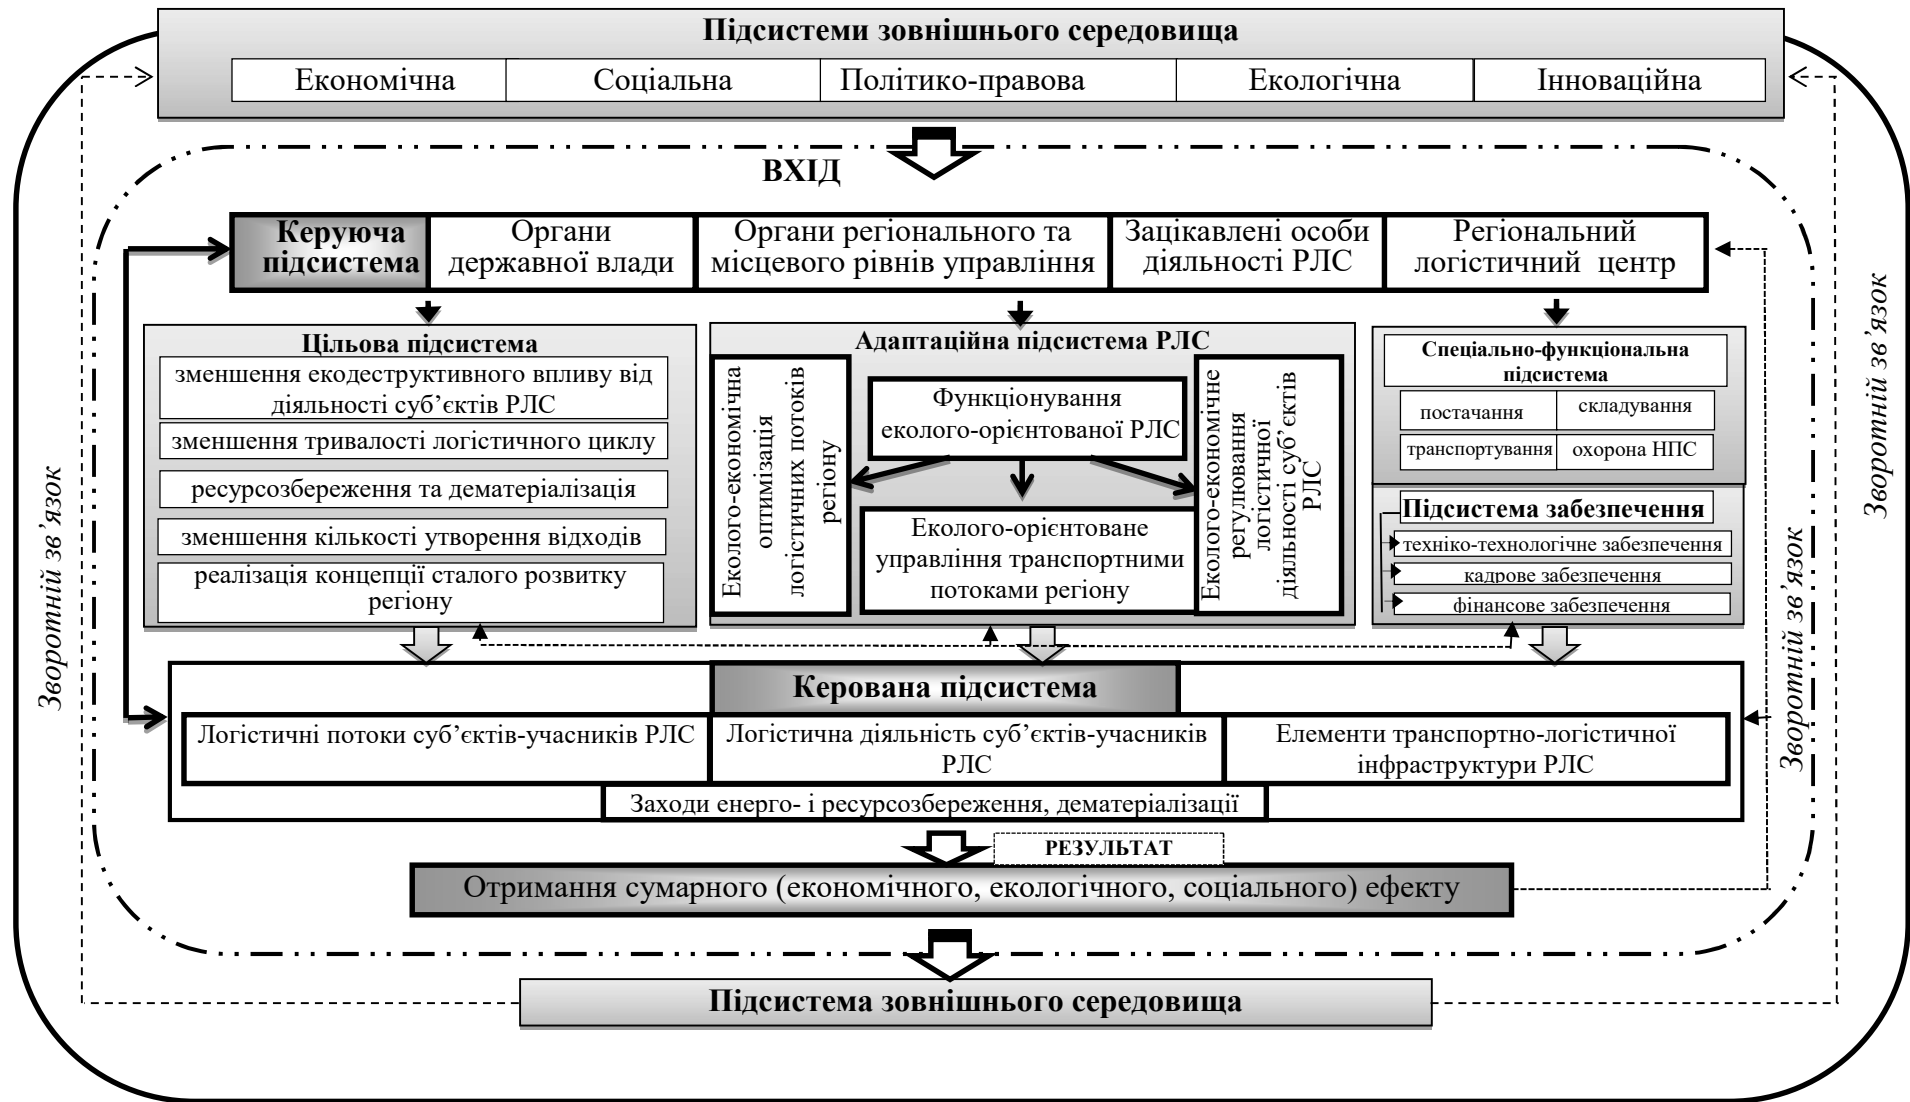 Підсистеми зовнішнього середовища
Економічна
Соціальна
Політико-правова
Екологічна
Інноваційна
ВХІД
Керуюча
підсистема
Органи
державної влади
Органи регіонального та
місцевого рівнів управління
Зацікавлені особи
діяльності РЛС
Регіональний
логістичний центр
Цільова підсистема
зменшення екодеструктивного впливу від
діяльності суб’єктів РЛС
зменшення тривалості логістичного циклу
ресурсозбереження та дематеріалізація
зменшення кількості утворення відходів
реалізація концепції сталого розвитку
регіону
Адаптаційна підсистема РЛС
Еколого-економічна
оптимізація
логістичних потоків
регіону
Функціонування
еколого-орієнтованої РЛС
Еколого-орієнтоване
управління транспортними
потоками регіону
Еколого-економічне
регулювання
логістичної
діяльності суб’єктів
РЛС
Спеціально-функціональна
підсистема
постачання
складування
транспортування
охорона НПС
Підсистема забезпечення
техніко-технологічне забезпечення
кадрове забезпечення
фінансове забезпечення
Керована підсистема
Логістичні потоки суб’єктів-учасників РЛС
Логістична діяльність суб’єктів-учасників
РЛС
Елементи транспортно-логістичної
інфраструктури РЛС
Заходи енерго- і ресурсозбереження, дематеріалізації
РЕЗУЛЬТАТ
Отримання сумарного (економічного, екологічного, соціального) ефекту
Підсистема зовнішнього середовища
Зворотній зв’язок
Зворотній зв’язок
Зворотній зв’язок